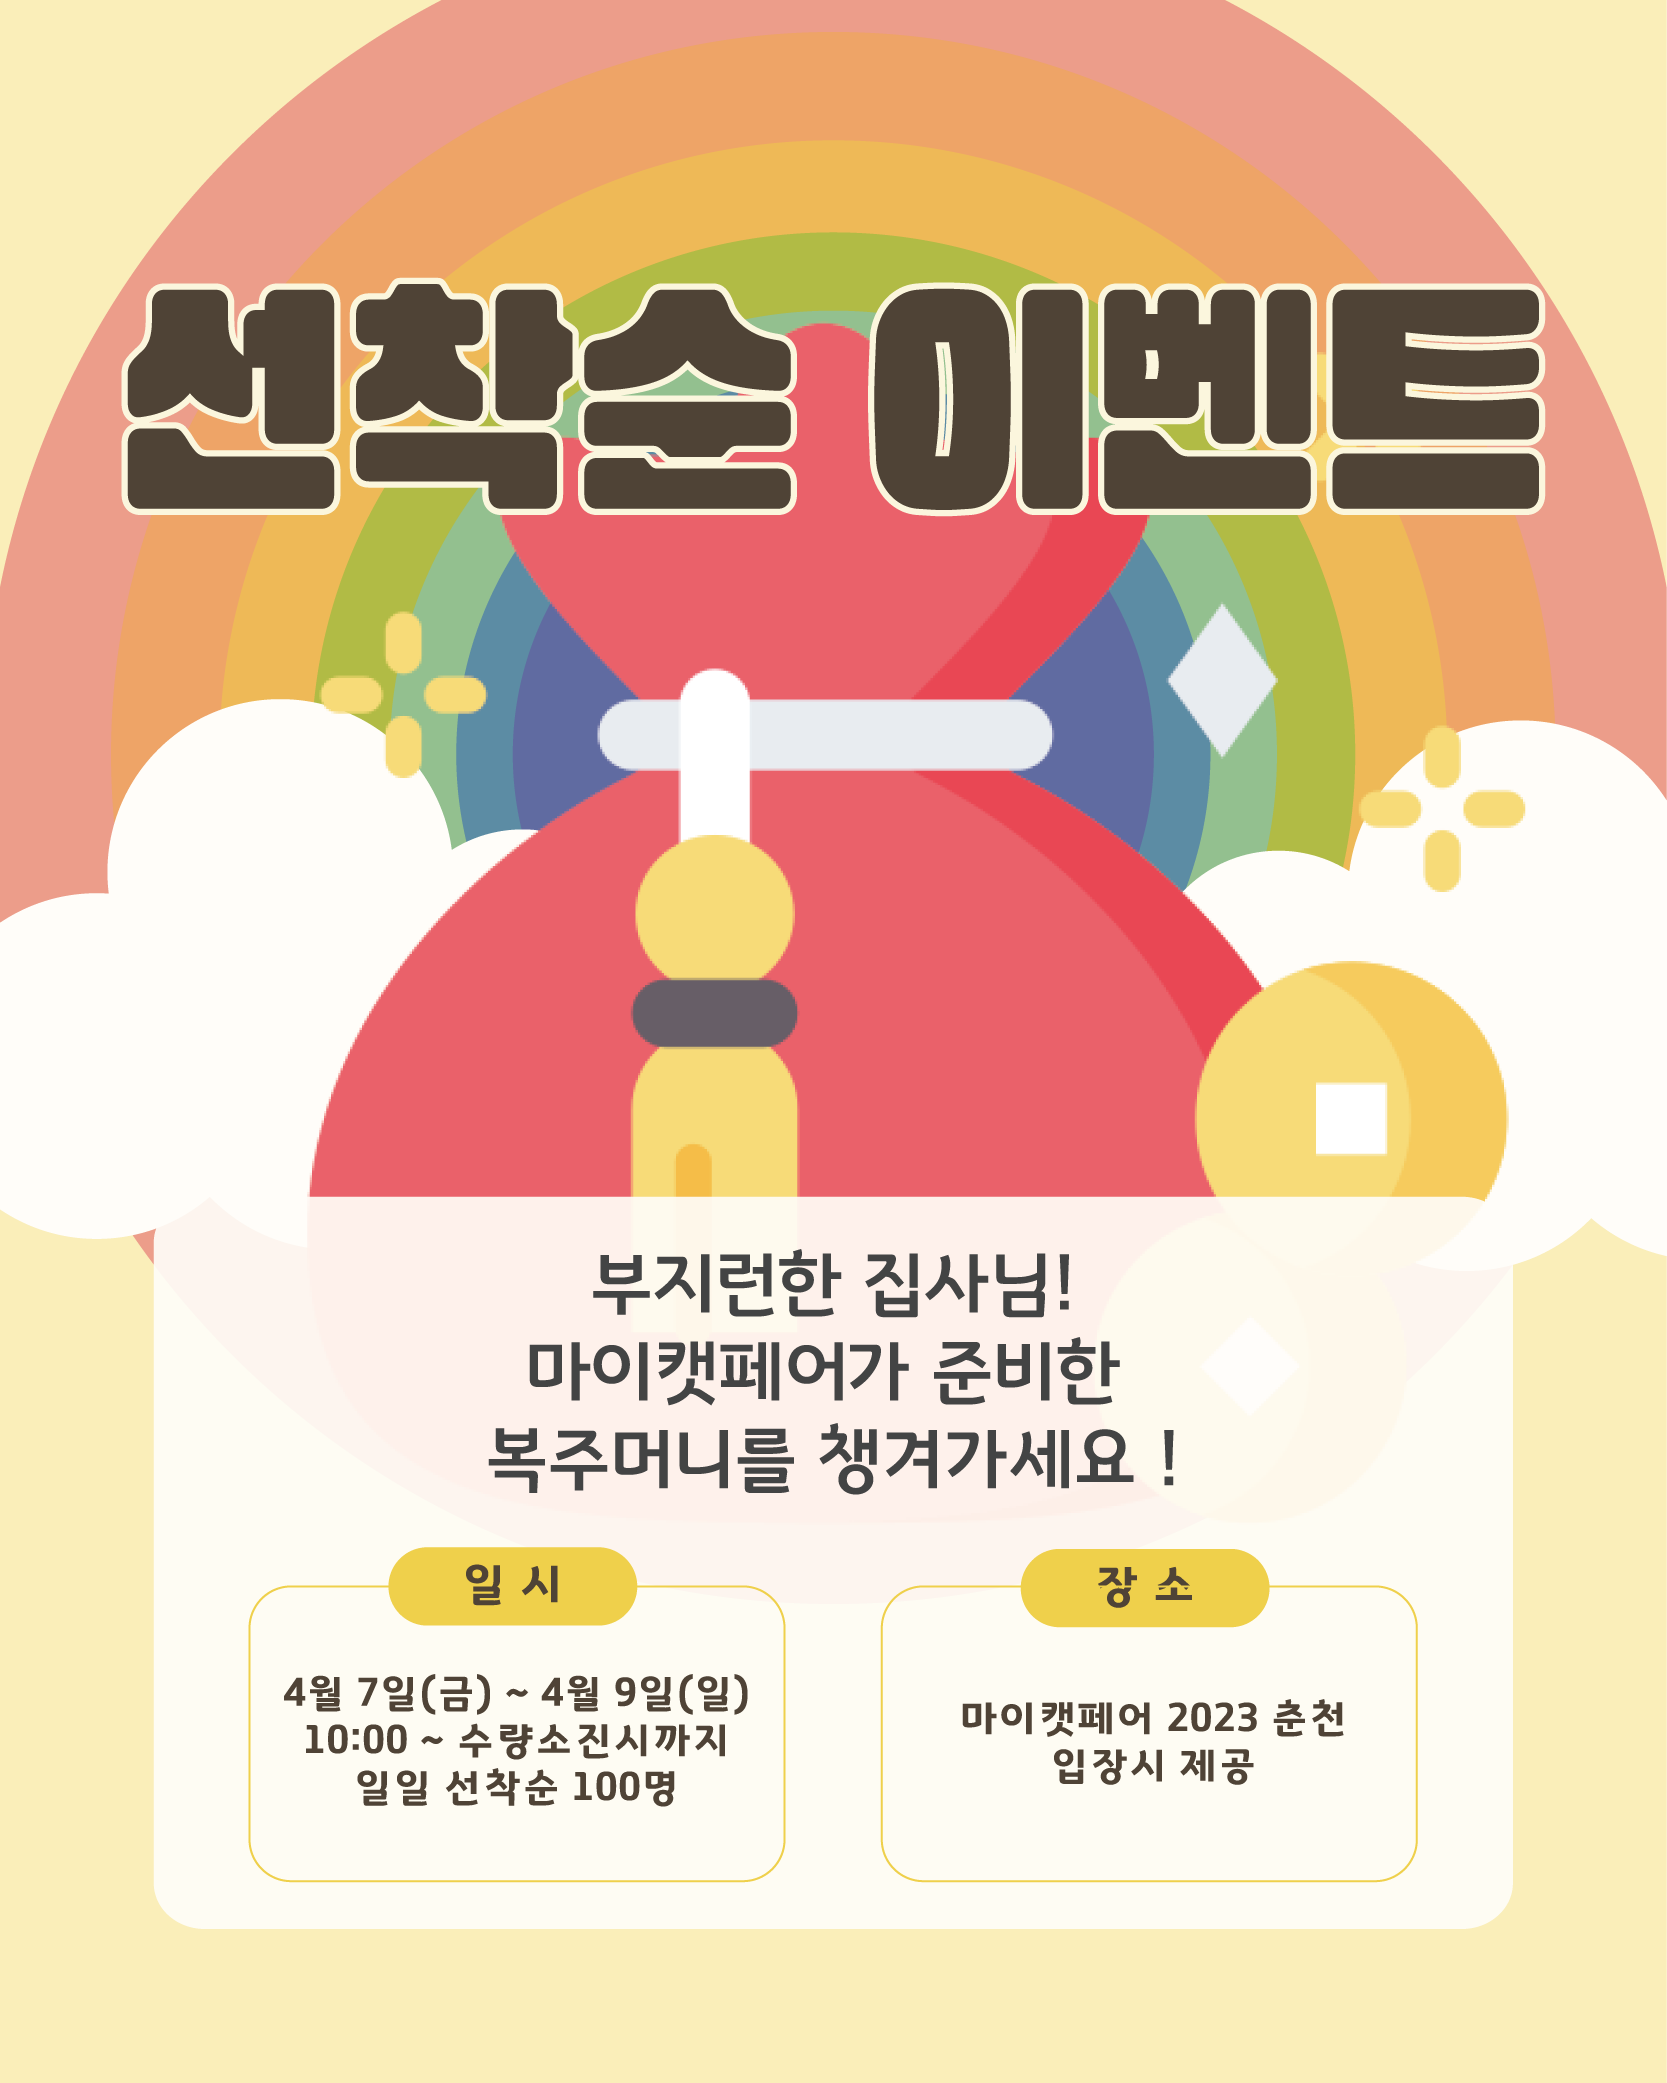 선착순 이벤트
부지런한 집사님!
마이캣페어가 준비한
복주머니를 챙겨가세요 !
일 시
4월 7일(금) ~ 4월 9일(일)
10:00 ~ 수량소진시까지
일일 선착순 100명
장 소
마이캣페어 2023 춘천
입장시 제공